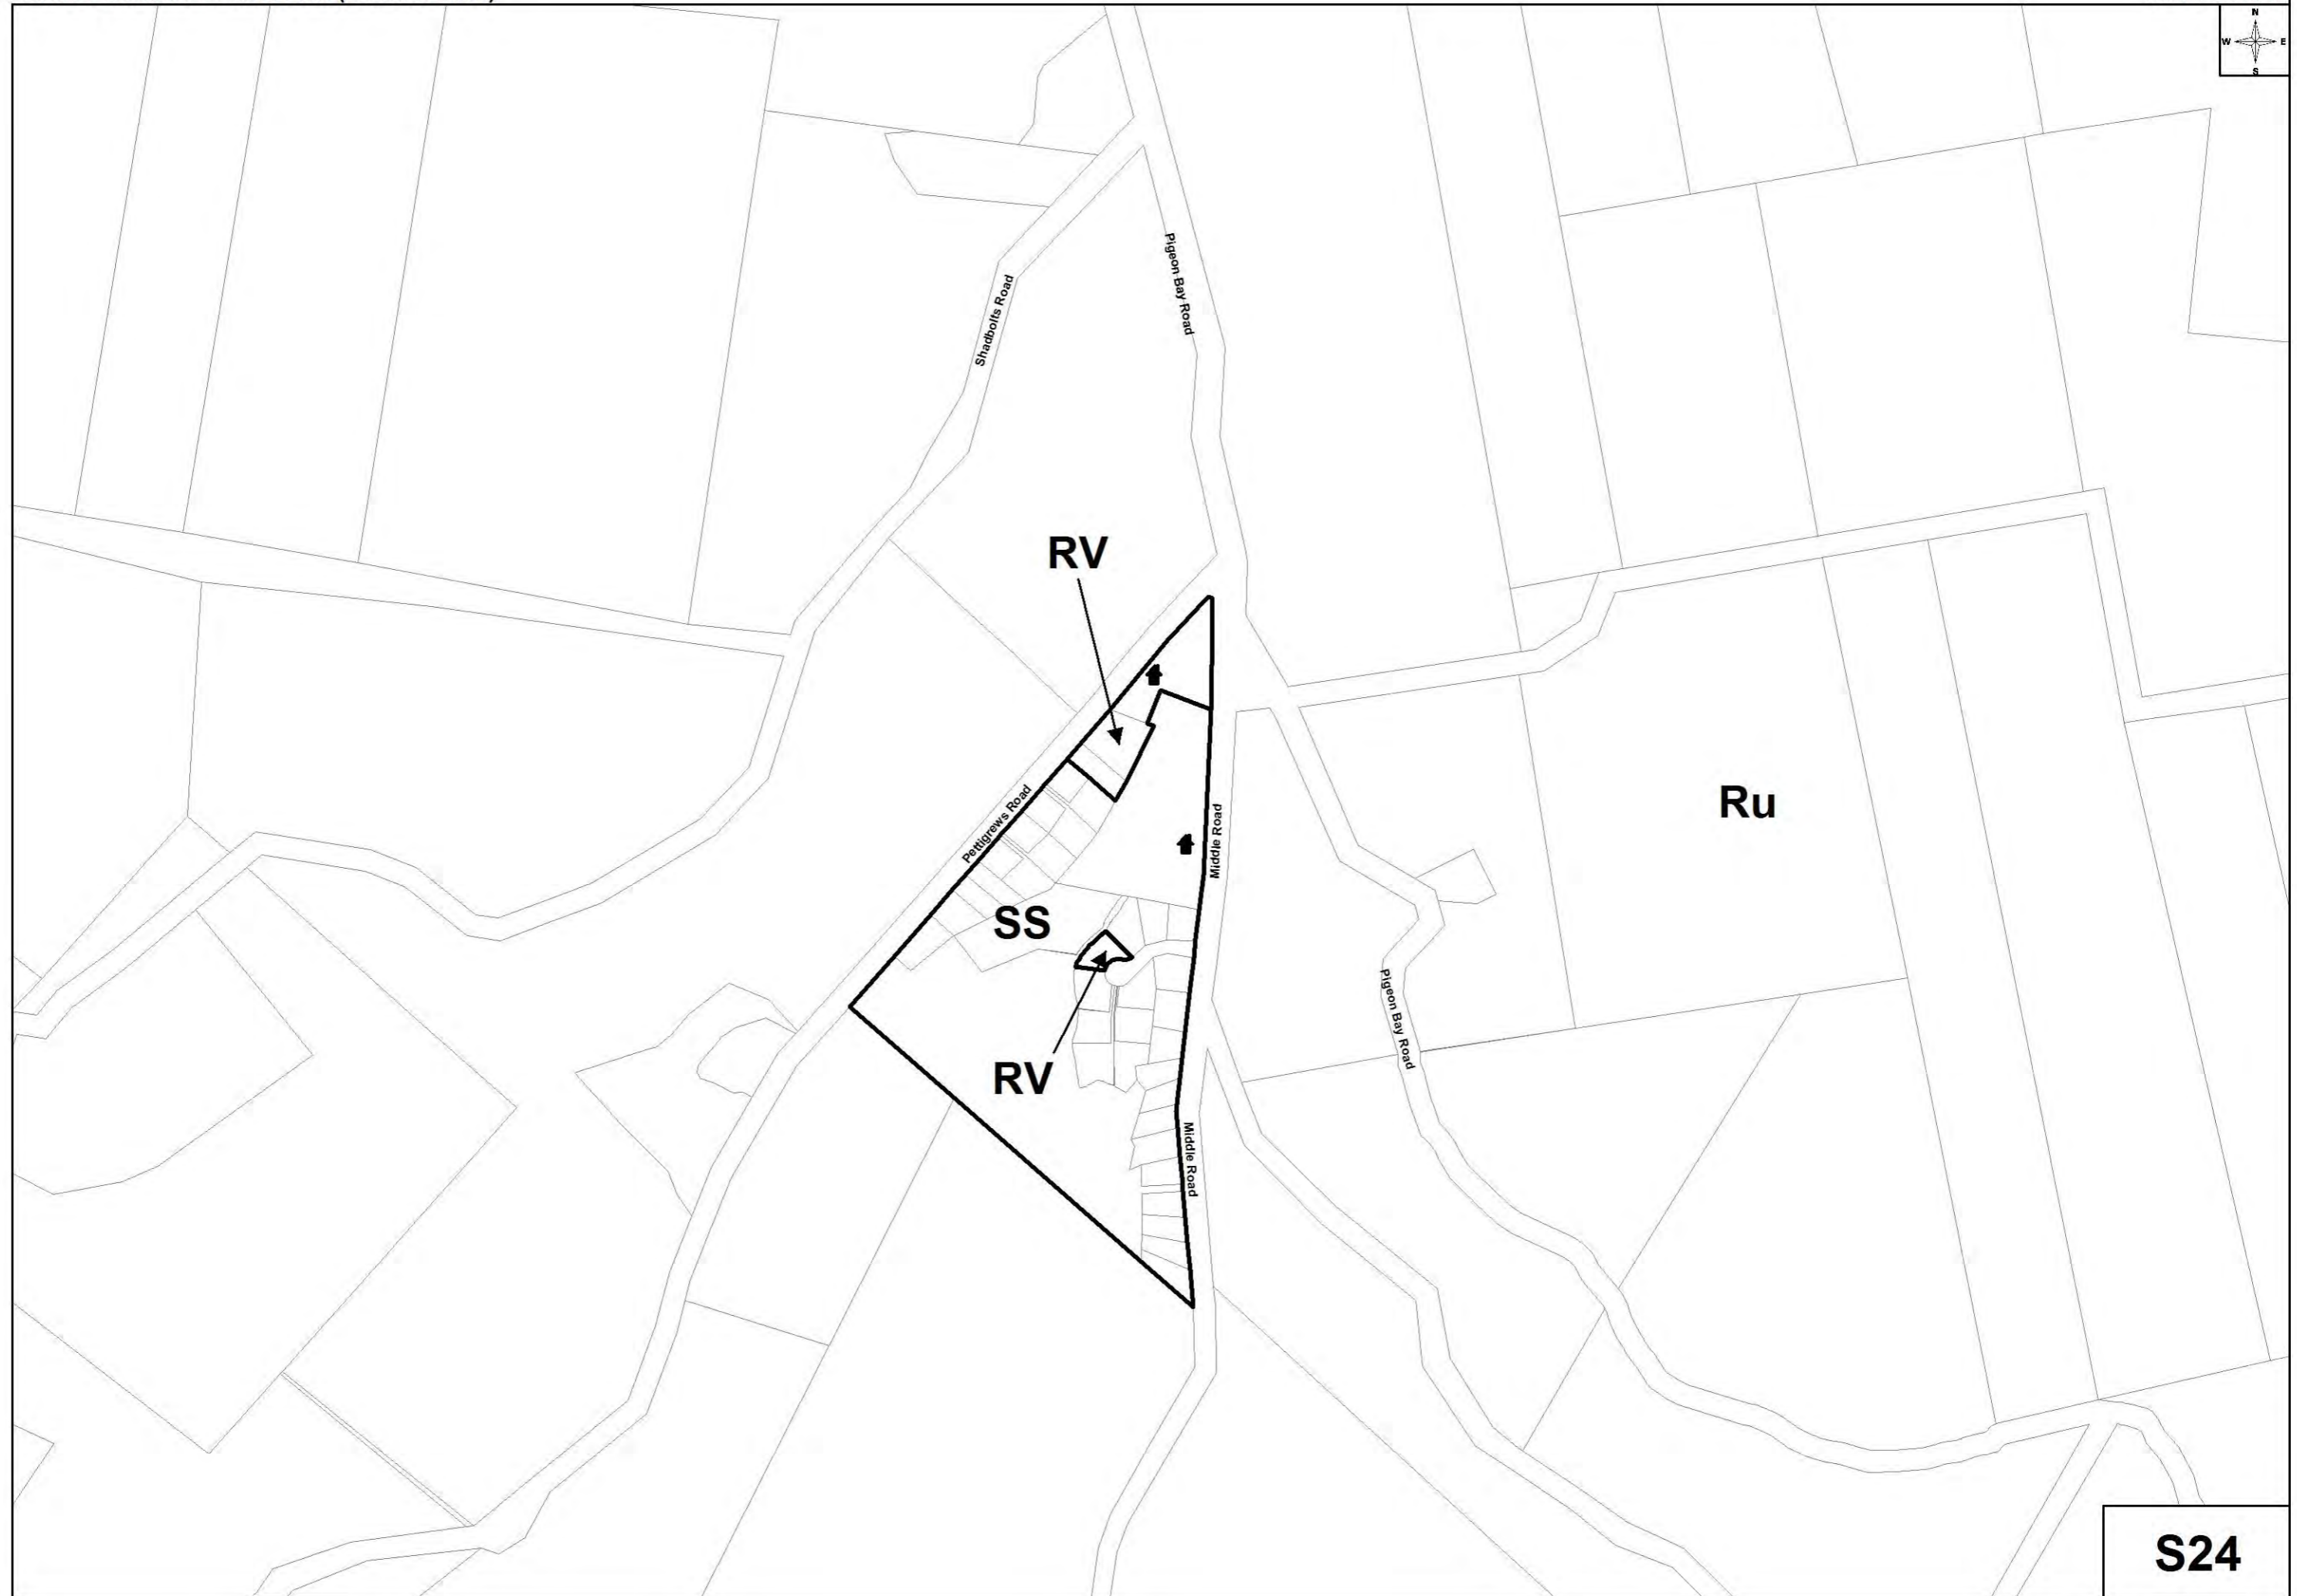 N
W E
S
Pigeon Bay Road
Shadbolts Road
RV
Ru
Pettigrews Road
Middle Road
SS
Pigeon Bay Road
RV
Middle Road
S24